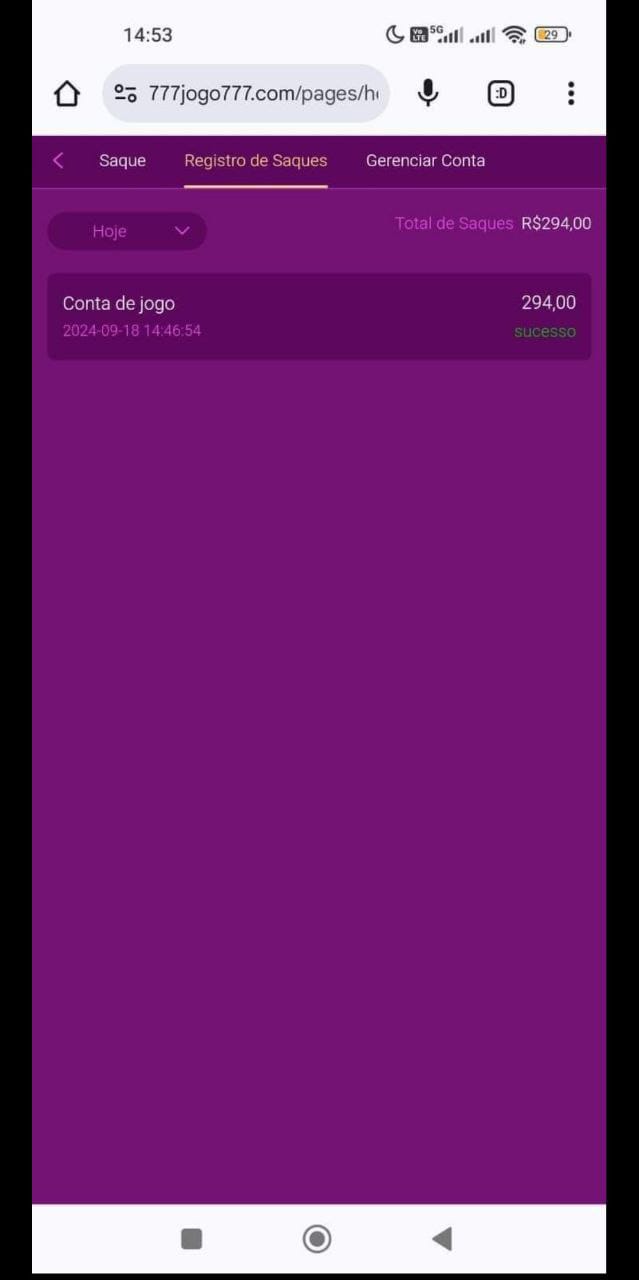 14:53
Vo LTE 5G 29
777jogo777.com/pages/h
:D
Saque Registro de Saques Gerenciar Conta
Hoje Total de Saques R$294,00
Conta de jogo 294,00
2024-09-18 14:46:54 sucesso